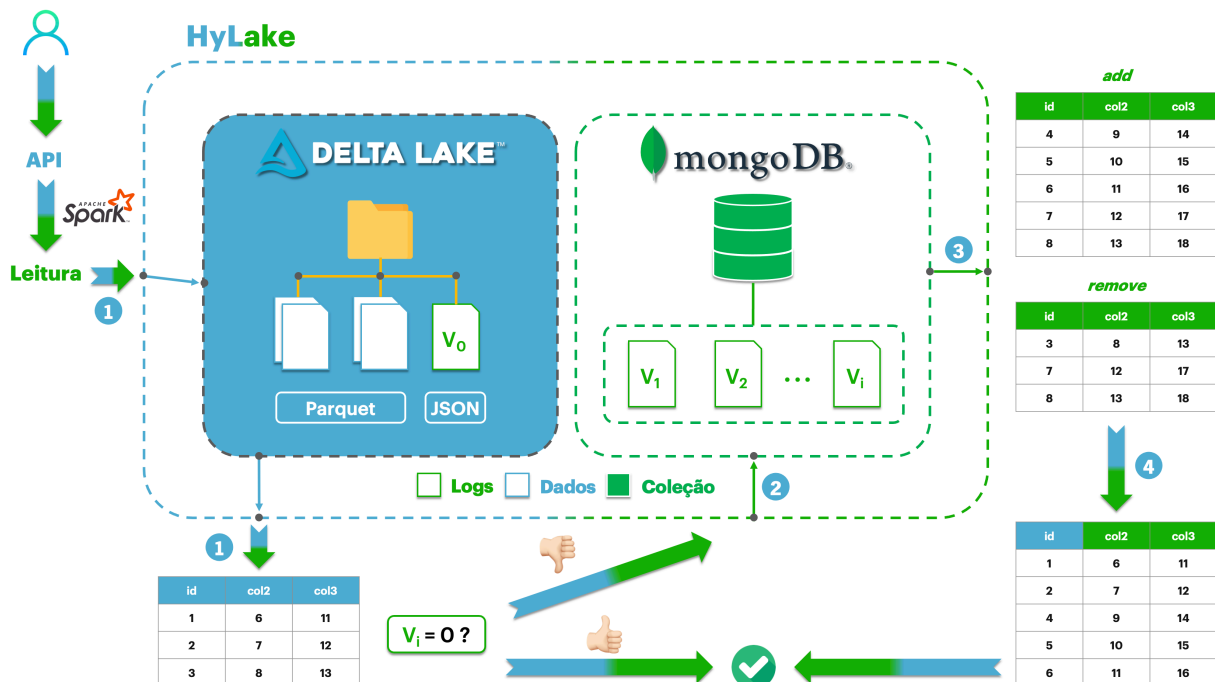 HyLake
API
APACHE
Spark™
Leitura
1
DELTA LAKE™
V0
Parquet
JSON
mongoDB®
V1
V2
...
Vi
3
Logs
Dados
Coleção
2
1
id col2 col3
1 6 11
2 7 12
3 8 13
Vi = 0 ?
add
id col2 col3
4 9 14
5 10 15
6 11 16
7 12 17
8 13 18
remove
id col2 col3
3 8 13
7 12 17
8 13 18
4
id col2 col3
1 6 11
2 7 12
4 9 14
5 10 15
6 11 16